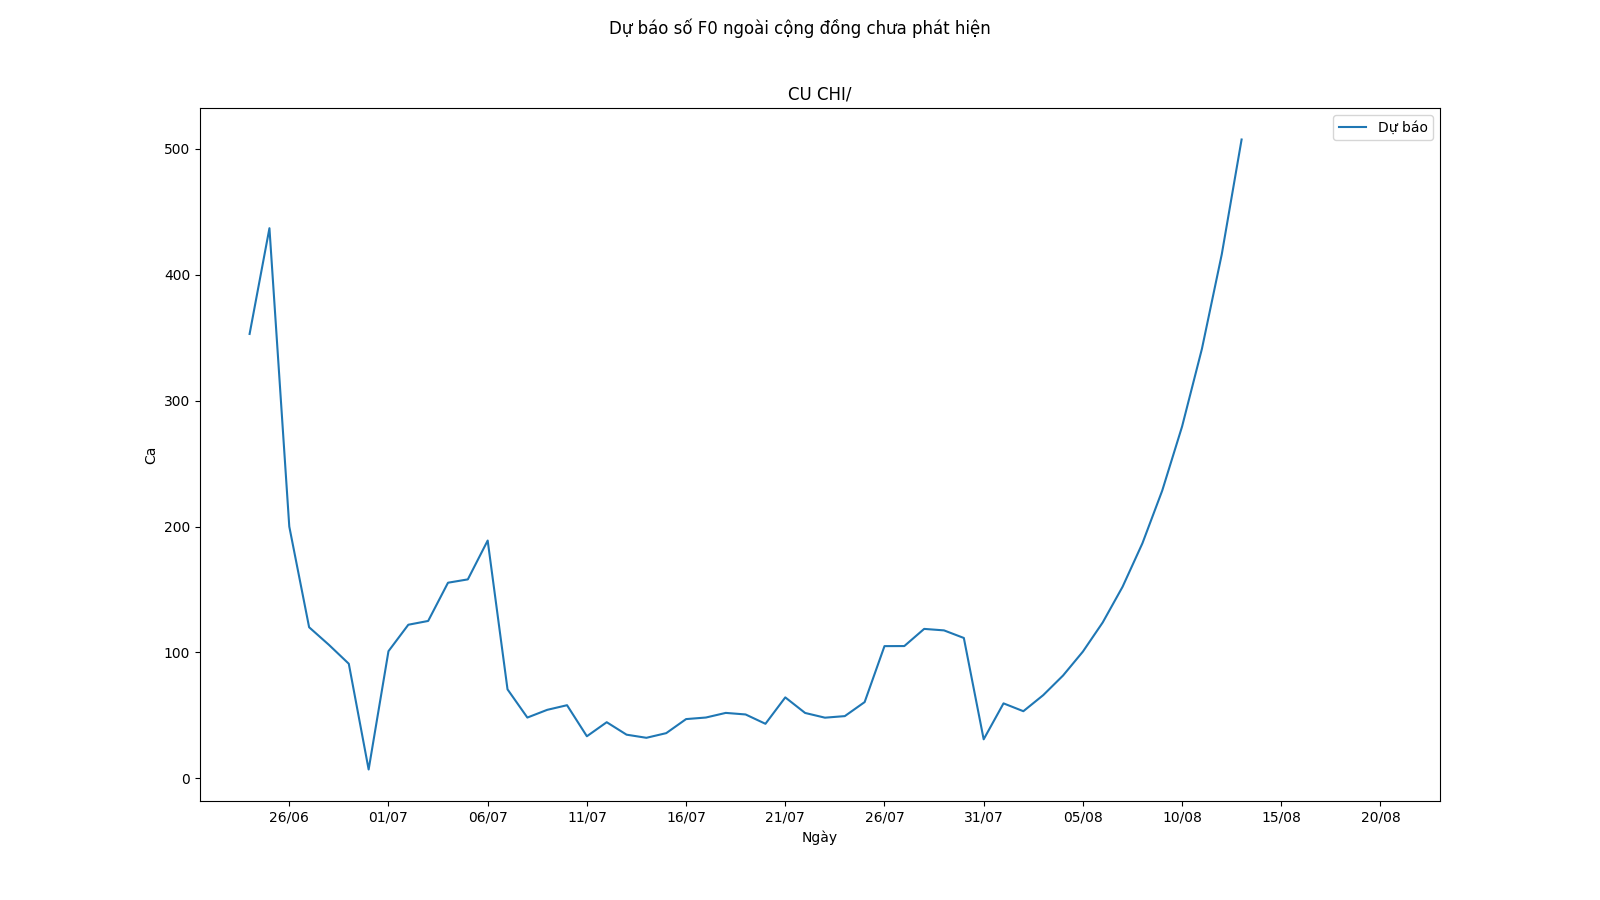 Dự báo số F0 ngoài cộng đồng chưa phát hiện
CU CHI/
Dự báo
500
400
300
200
100
0
Ca
26/06 01/07 06/07 11/07 16/07 21/07 26/07 31/07 05/08 10/08 15/08 20/08
Ngày